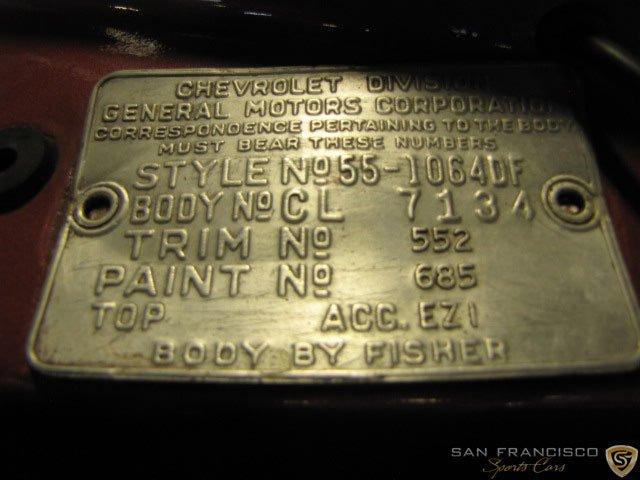 CHEVROLET DIVISION
GENERAL MOTORS CORPORATION
CORRESPONDENCE PERTAINING TO THE BODY
MUST BEAR THESE NUMBERS
STYLE Nº 55-1064DF
BODY Nº CL 7134
TRIM Nº 552
PAINT Nº 685
TOP ACC. EZI
BODY BY FISHER
SAN FRANCISCO
Sports Cars